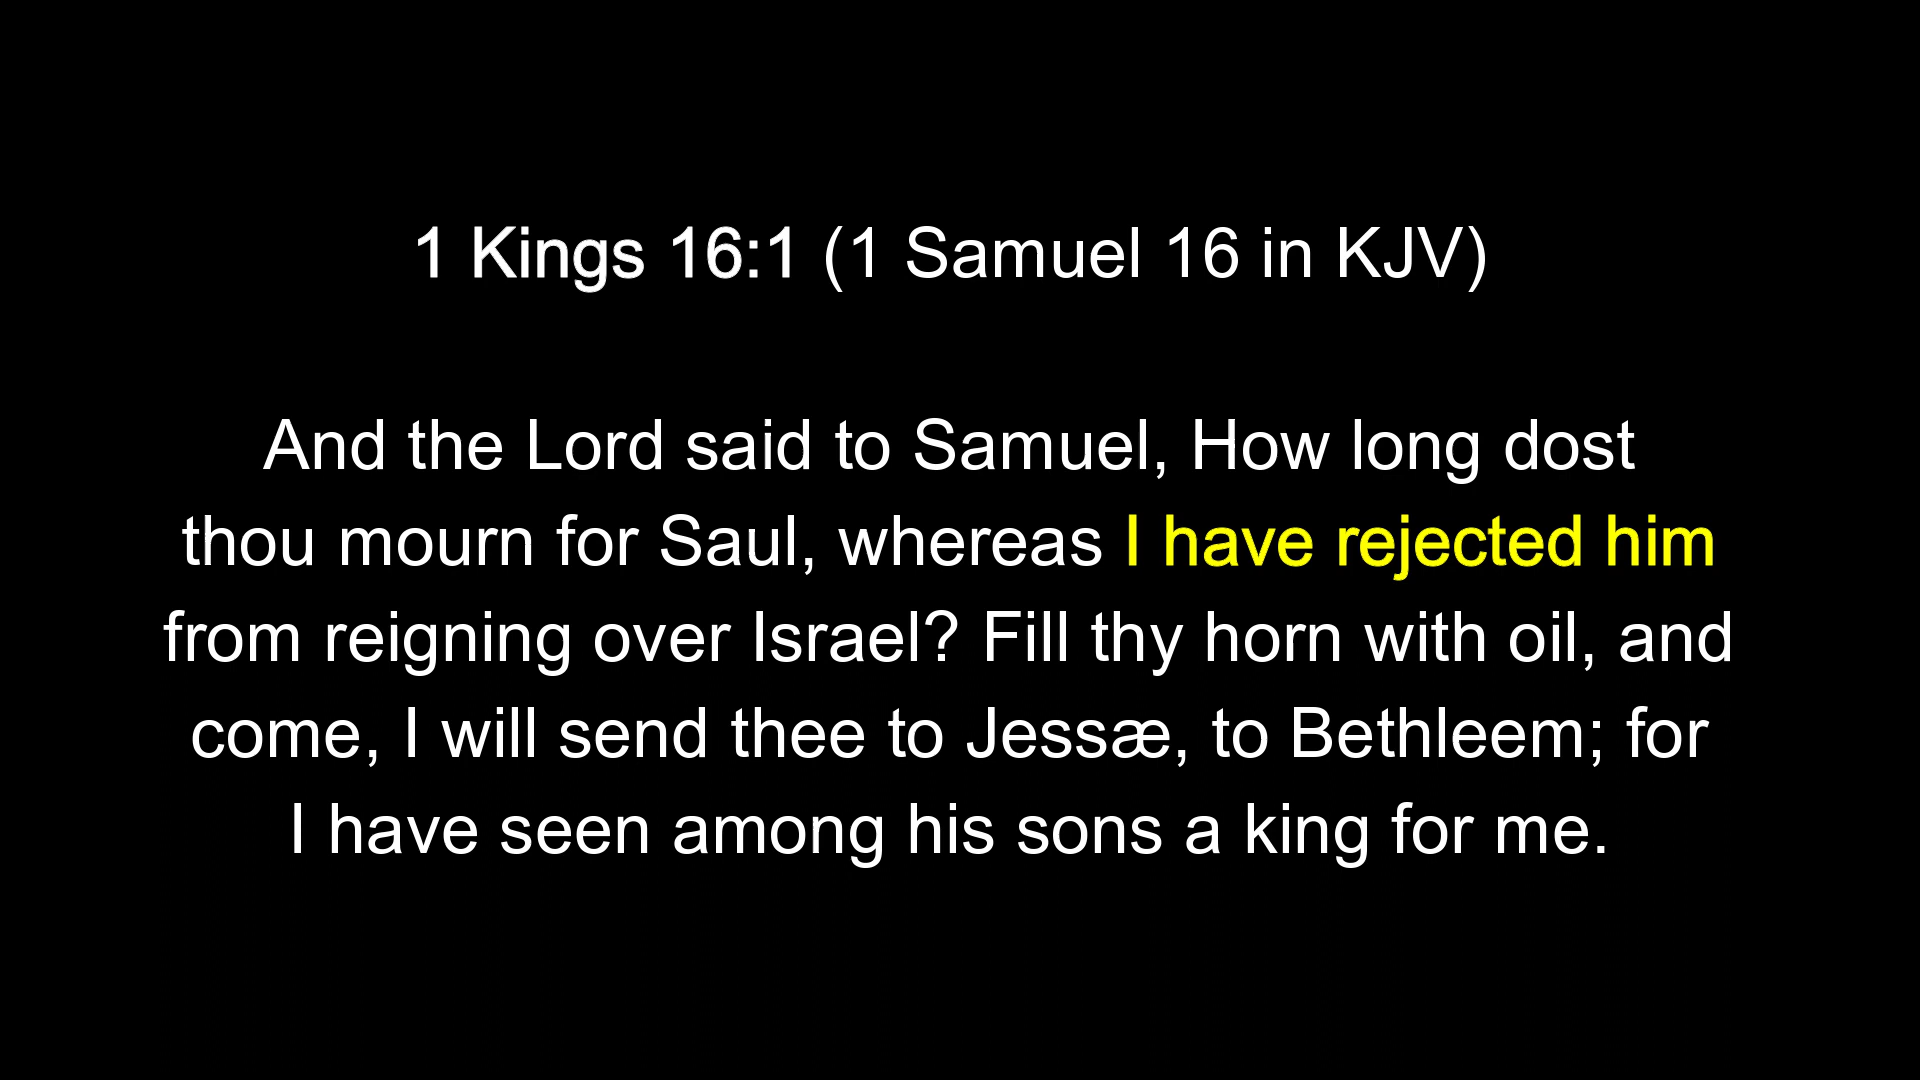 1 Kings 16:1 (1 Samuel 16 in KJV)
And the Lord said to Samuel, How long dost
thou mourn for Saul, whereas I have rejected him
from reigning over Israel? Fill thy horn with oil, and
come, I will send thee to Jessæ, to Bethleem; for
I have seen among his sons a king for me.